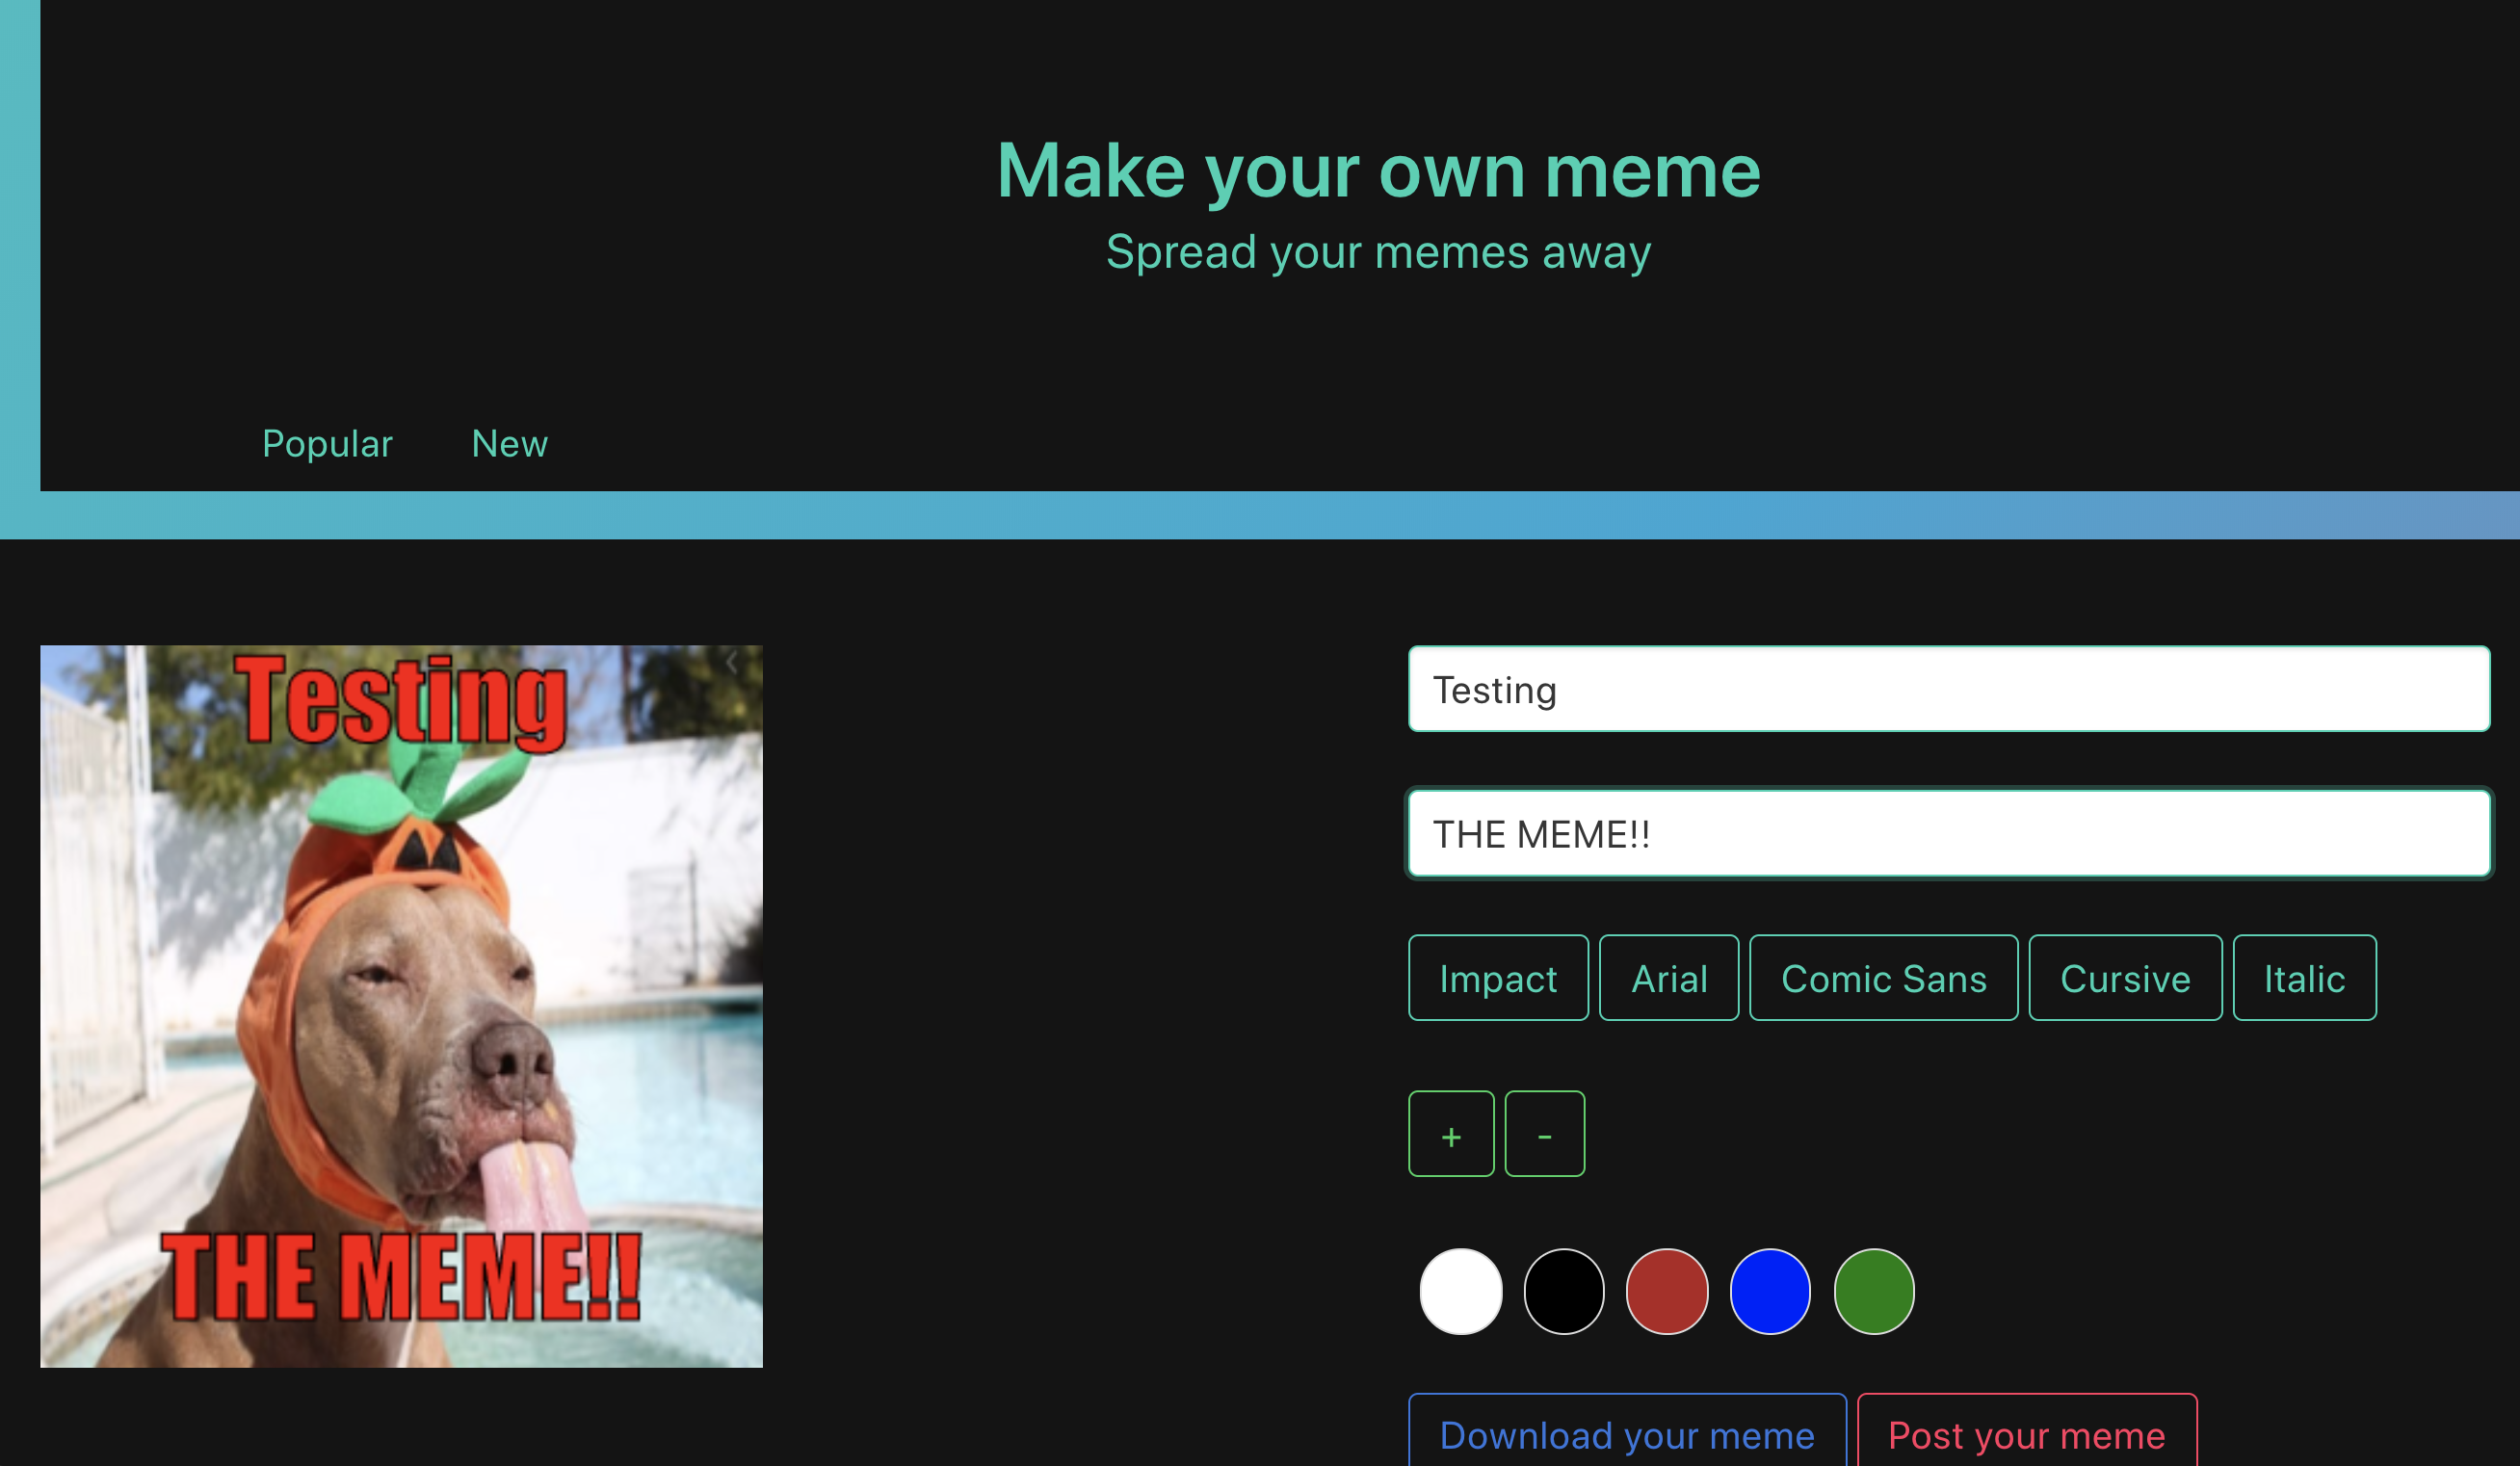 Make your own meme
Spread your memes away
Popular New
Testing
THE MEME!!
Testing
THE MEME!!
Impact Arial Comic Sans Cursive Italic
+ -
Download your meme Post your meme